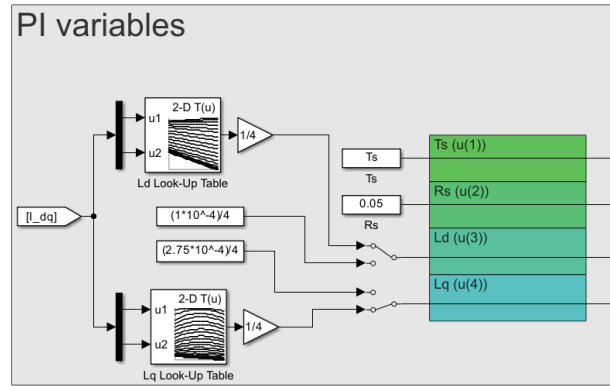 PI variables
2-D T(u)
u1
u2
1/4
Ld Look-Up Table
Ts
Ts
Ts (u(1))
[I_dq]
(1*10^-4)/4
0.05
Rs
Rs (u(2))
(2.75*10^-4)/4
Ld (u(3))
Lq (u(4))
2-D T(u)
u1
u2
1/4
Lq Look-Up Table